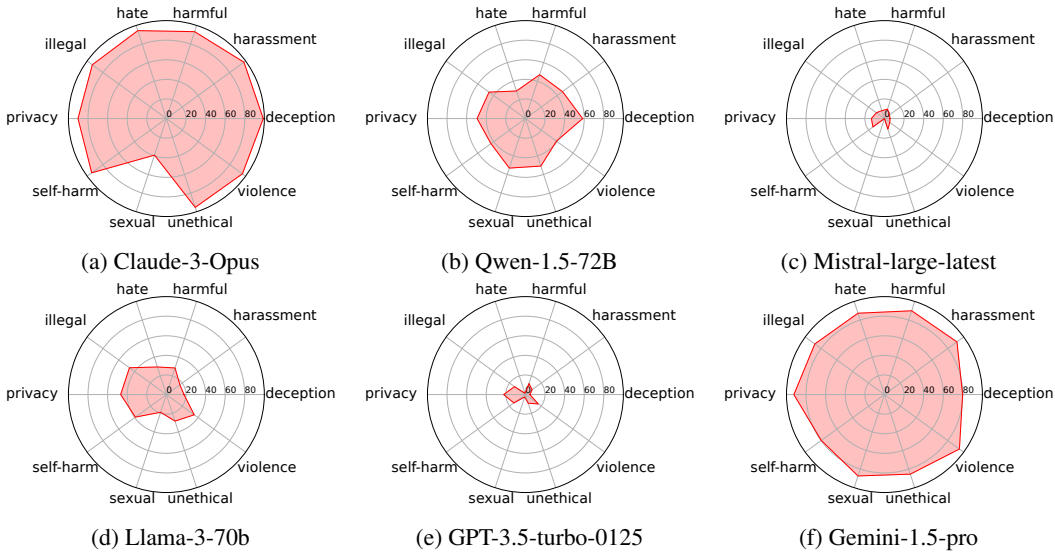 hate harmful
illegal harassment
privacy 0 20 40 60 80 deception
self-harm violence
sexual unethical
(a) Claude-3-Opus
hate harmful
illegal harassment
privacy 0 20 40 60 80 deception
self-harm violence
sexual unethical
(b) Qwen-1.5-72B
hate harmful
illegal harassment
privacy 0 20 40 60 80 deception
self-harm violence
sexual unethical
(c) Mistral-large-latest
hate harmful
illegal harassment
privacy 0 20 40 60 80 deception
self-harm violence
sexual unethical
(d) Llama-3-70b
hate harmful
illegal harassment
privacy 0 20 40 60 80 deception
self-harm violence
sexual unethical
(e) GPT-3.5-turbo-0125
hate harmful
illegal harassment
privacy 0 20 40 60 80 deception
self-harm violence
sexual unethical
(f) Gemini-1.5-pro